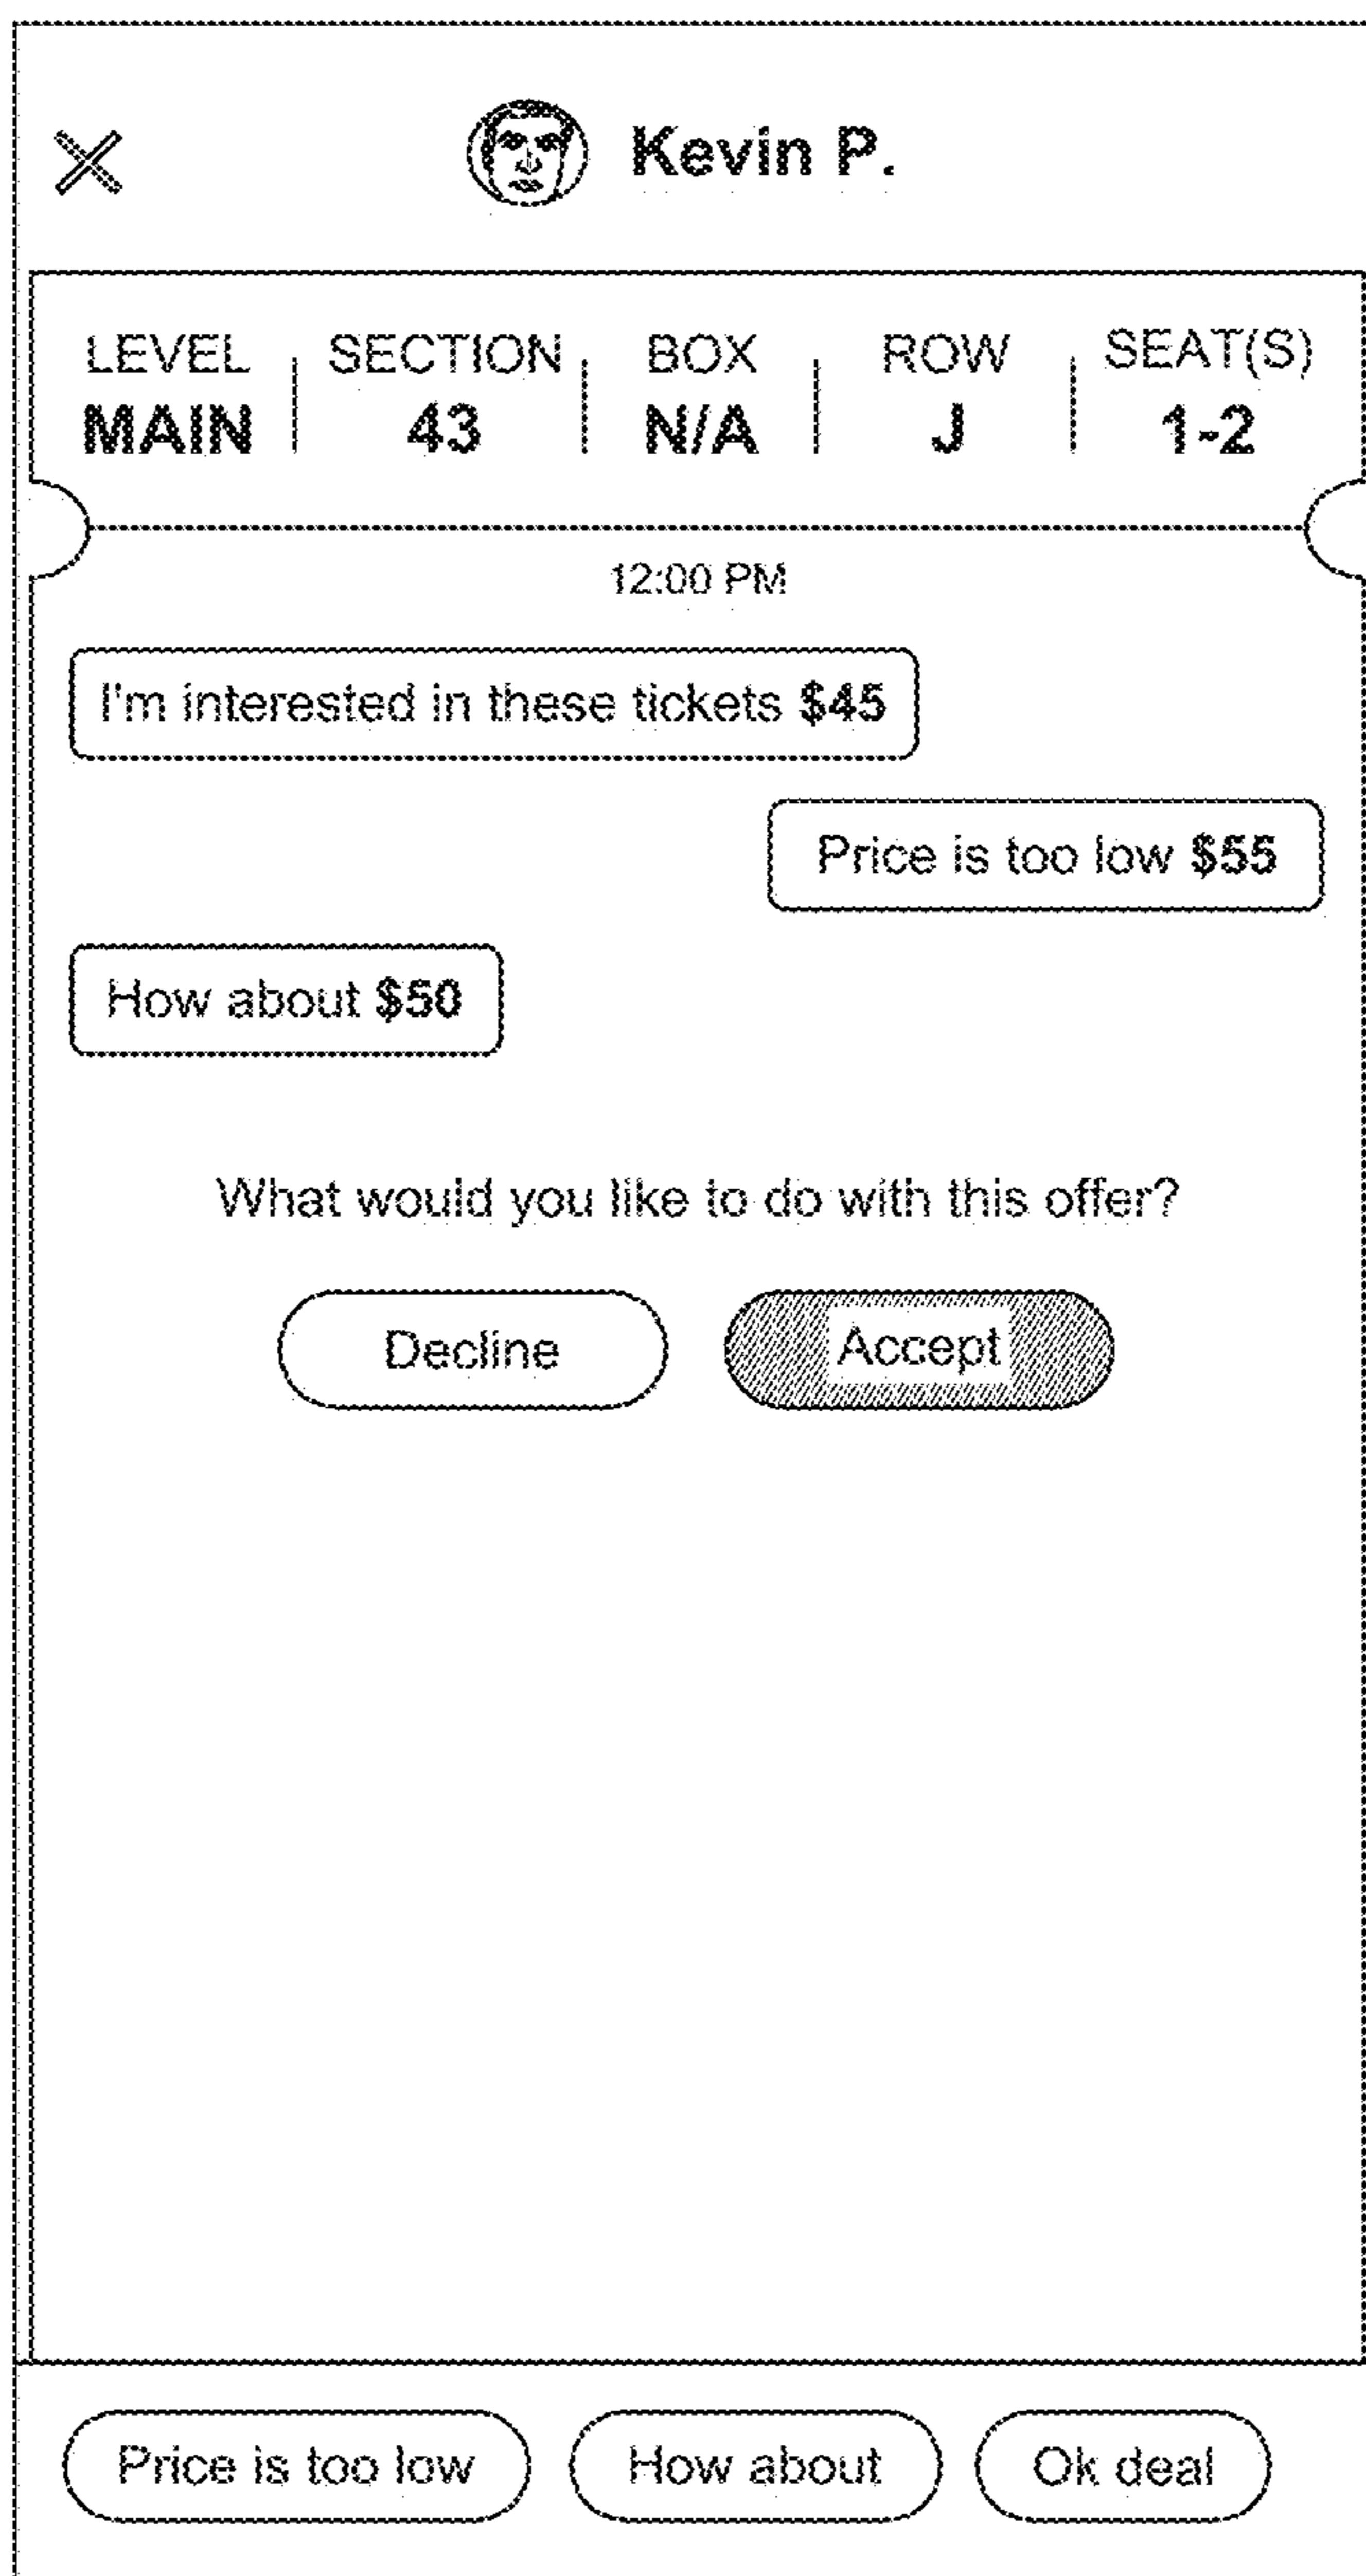 Kevin P.
LEVEL SECTION BOX ROW SEAT(S)
MAIN 43 N/A J 1-2
12:00 PM
I'm interested in these tickets $45
Price is too low $55
How about $50
What would you like to do with this offer?
Decline Accept
Price is too low How about Ok deal